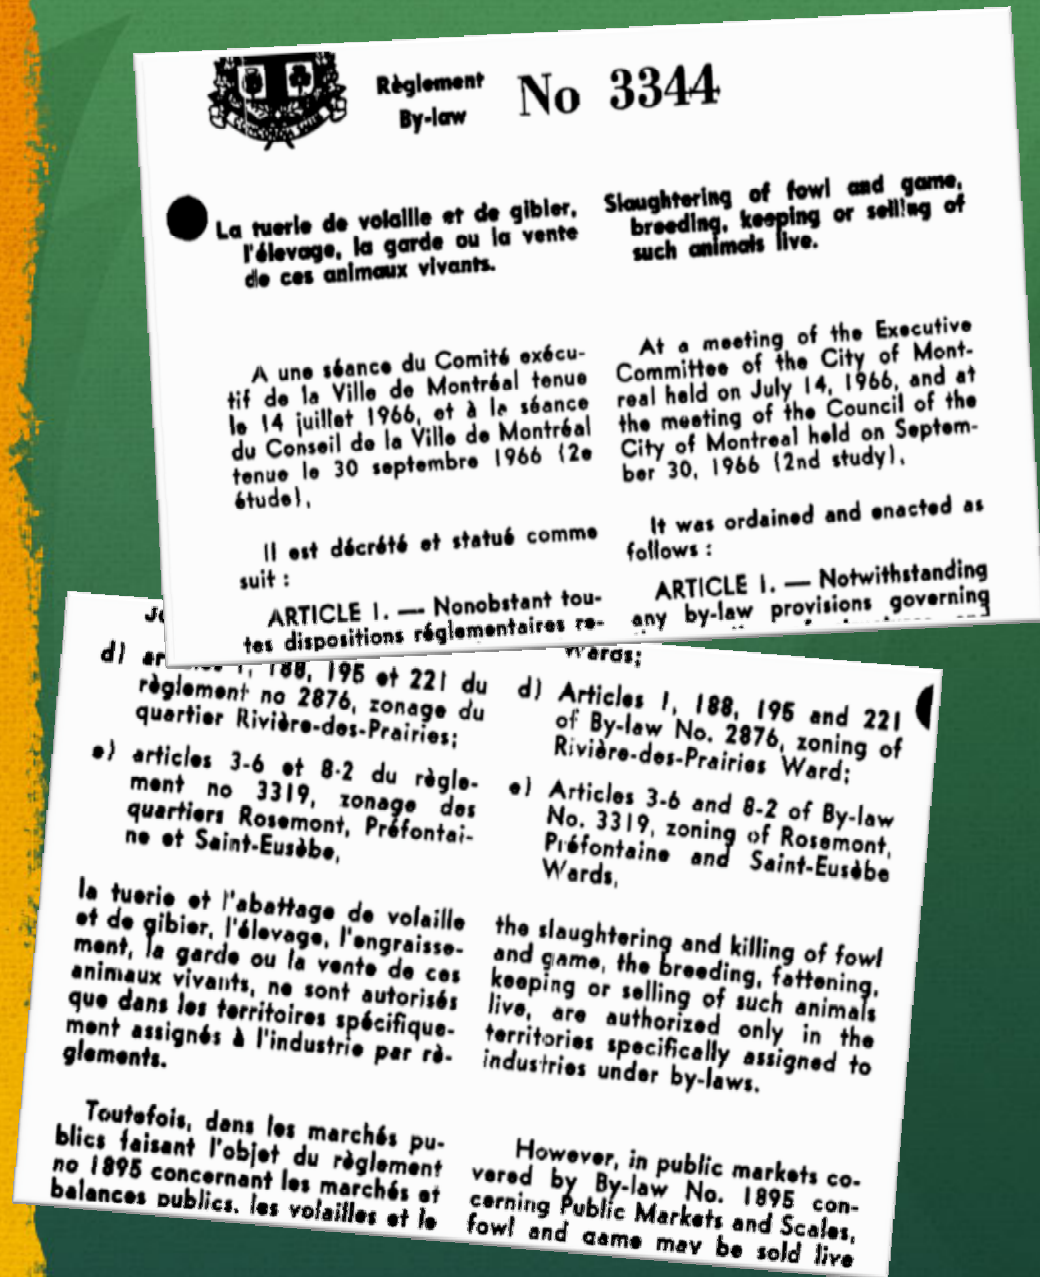 CONCORDIA SALUS
Règlement
By-law
No 3344
La tuerie de volaille et de gibier,
l'élevage, la garde ou la vente
de ces animaux vivants.
A une séance du Comité exécu-
tif de la Ville de Montréal tenue
le 14 juillet 1966, et à la séance
du Conseil de la Ville de Montréal
tenue le 30 septembre 1966 (2e
étude),
Il est décrété et statué comme
suit :
ARTICLE 1. — Nonobstant tou-
tes dispositions réglementaires re-
Slaughtering of fowl and game,
breeding, keeping or selling of
such animals live.
At a meeting of the Executive
Committee of the City of Mont-
real held on July 14, 1966, and at
the meeting of the Council of the
City of Montreal held on Septem-
ber 30, 1966 (2nd study),
It was ordained and enacted as
follows :
ARTICLE 1. — Notwithstanding
any by-law provisions governing
d) articles 1, 188, 195 et 221 du
règlement no 2876, zonage du
quartier Rivière-des-Prairies;
e) articles 3-6 et 8-2 du règle-
ment no 3319, zonage des
quartiers Rosemont, Préfontai-
ne et Saint-Eusèbe,
la tuerie et l'abattage de volaille
et de gibier, l'élevage, l'engraisse-
ment, la garde ou la vente de ces
animaux vivants, ne sont autorisés
que dans les territoires spécifique-
ment assignés à l'industrie par rè-
glements.
Toutefois, dans les marchés pu-
blics faisant l'objet du règlement
no 1895 concernant les marchés et
balances publics, les volailles et le
Wards;
d) Articles 1, 188, 195 and 221
of By-law No. 2876, zoning of
Rivière-des-Prairies Ward;
e) Articles 3-6 and 8-2 of By-law
No. 3319, zoning of Rosemont,
Préfontaine and Saint-Eusèbe
Wards,
the slaughtering and killing of fowl
and game, the breeding, fattening,
keeping or selling of such animals
live, are authorized only in the
territories specifically assigned to
industries under by-laws.
However, in public markets co-
vered by By-law No. 1895 con-
cerning Public Markets and Scales,
fowl and game may be sold live